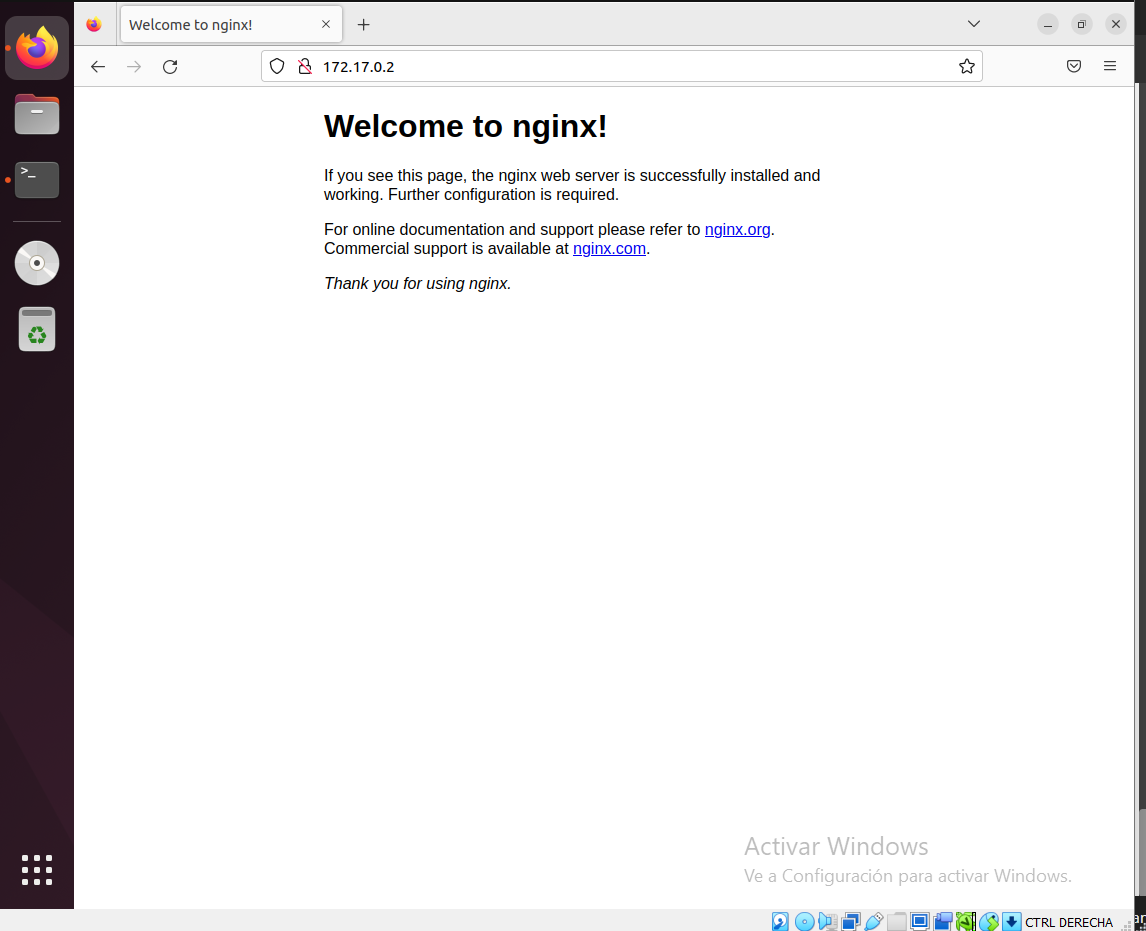 Welcome to nginx!
172.17.0.2
>_
Welcome to nginx!
If you see this page, the nginx web server is successfully installed and
working. Further configuration is required.
For online documentation and support please refer to nginx.org.
Commercial support is available at nginx.com.
Thank you for using nginx.
Activar Windows
Ve a Configuración para activar Windows.
CTRL DERECHA